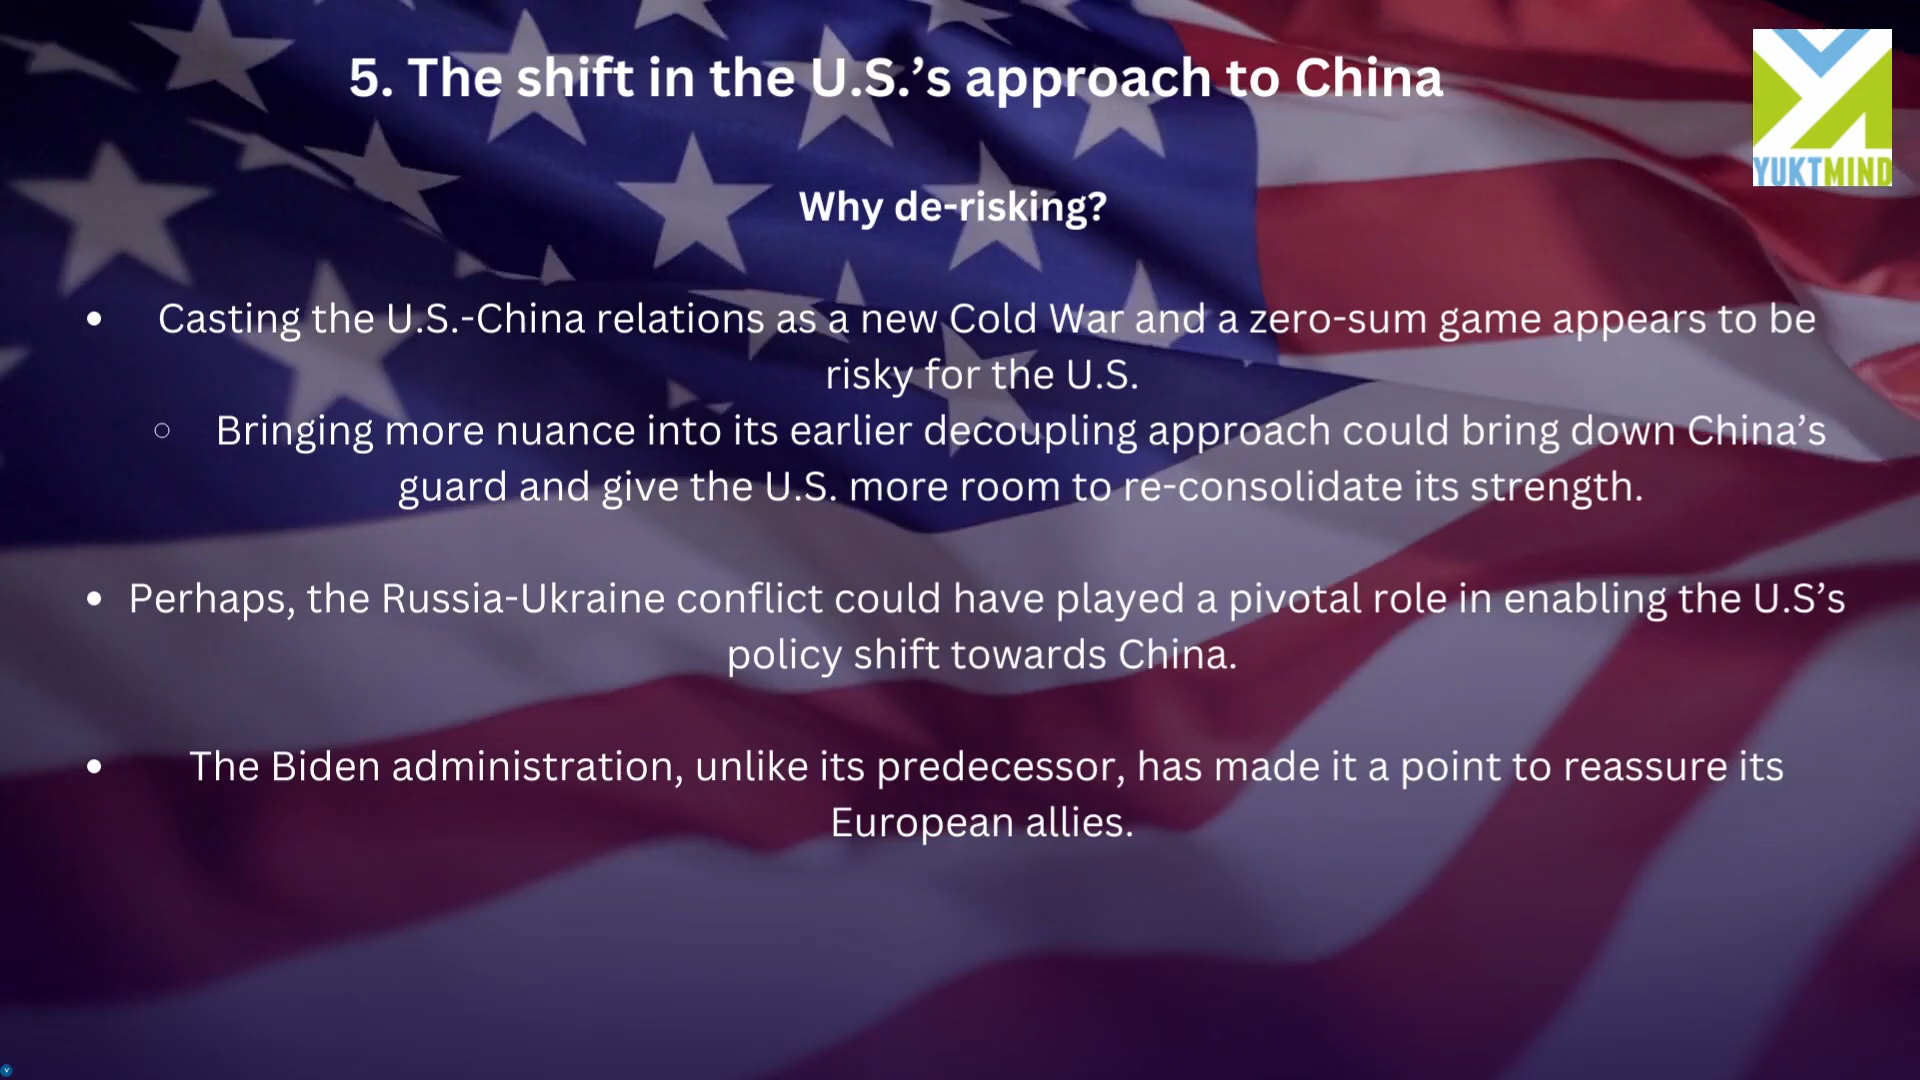 5. The shift in the U.S.’s approach to China
YUKTMIND
Why de-risking?
• Casting the U.S.-China relations as a new Cold War and a zero-sum game appears to be
risky for the U.S.
○ Bringing more nuance into its earlier decoupling approach could bring down China’s
guard and give the U.S. more room to re-consolidate its strength.
• Perhaps, the Russia-Ukraine conflict could have played a pivotal role in enabling the U.S’s
policy shift towards China.
• The Biden administration, unlike its predecessor, has made it a point to reassure its
European allies.